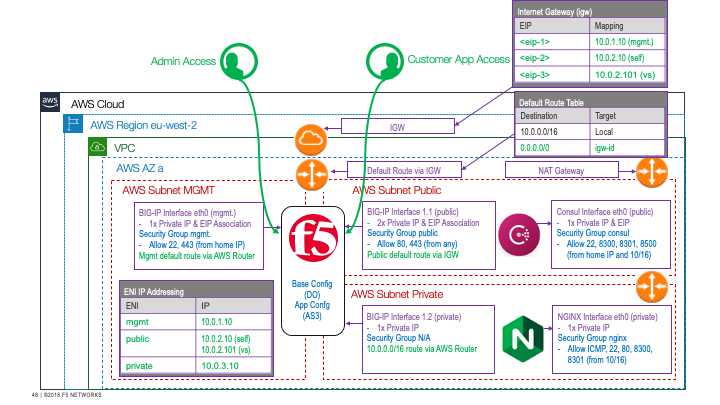 Internet Gateway (igw)
EIP Mapping
<eip-1> 10.0.1.10 (mgmt.)
<eip-2> 10.0.2.10 (self)
<eip-3> 10.0.2.101 (vs)
Admin Access
Customer App Access
aws
AWS Cloud
Default Route Table
Destination Target
10.0.0.0/16 Local
0.0.0.0/0 igw-id
AWS Region eu-west-2
IGW
VPC
AWS AZ a
Default Route via IGW
NAT Gateway
AWS Subnet MGMT
AWS Subnet Public
BIG-IP Interface eth0 (mgmt.)
- 1x Private IP & EIP Association
Security Group mgmt.
- Allow 22, 443 (from home IP)
Mgmt default route via AWS Router
f5
BIG-IP Interface 1.1 (public)
- 2x Private IP & EIP Association
Security Group public
- Allow 80, 443 (from any)
Public default route via IGW
Consul Interface eth0 (public)
- 1x Private IP & EIP
Security Group consul
- Allow 22, 8300, 8301, 8500
(from home IP and 10/16)
Base Config
(DO)
App Confg
(AS3)
ENI IP Addressing
ENI IP
mgmt 10.0.1.10
public 10.0.2.10 (self)
10.0.2.101 (vs)
private 10.0.3.10
AWS Subnet Private
BIG-IP Interface 1.2 (private)
- 1x Private IP
Security Group N/A
- 10.0.0.0/16 route via AWS Router
N
NGINX Interface eth0 (private)
- 1x Private IP
Security Group nginx
- Allow ICMP, 22, 80, 8300,
8301 (from 10/16)
48 | ©2018 F5 NETWORKS